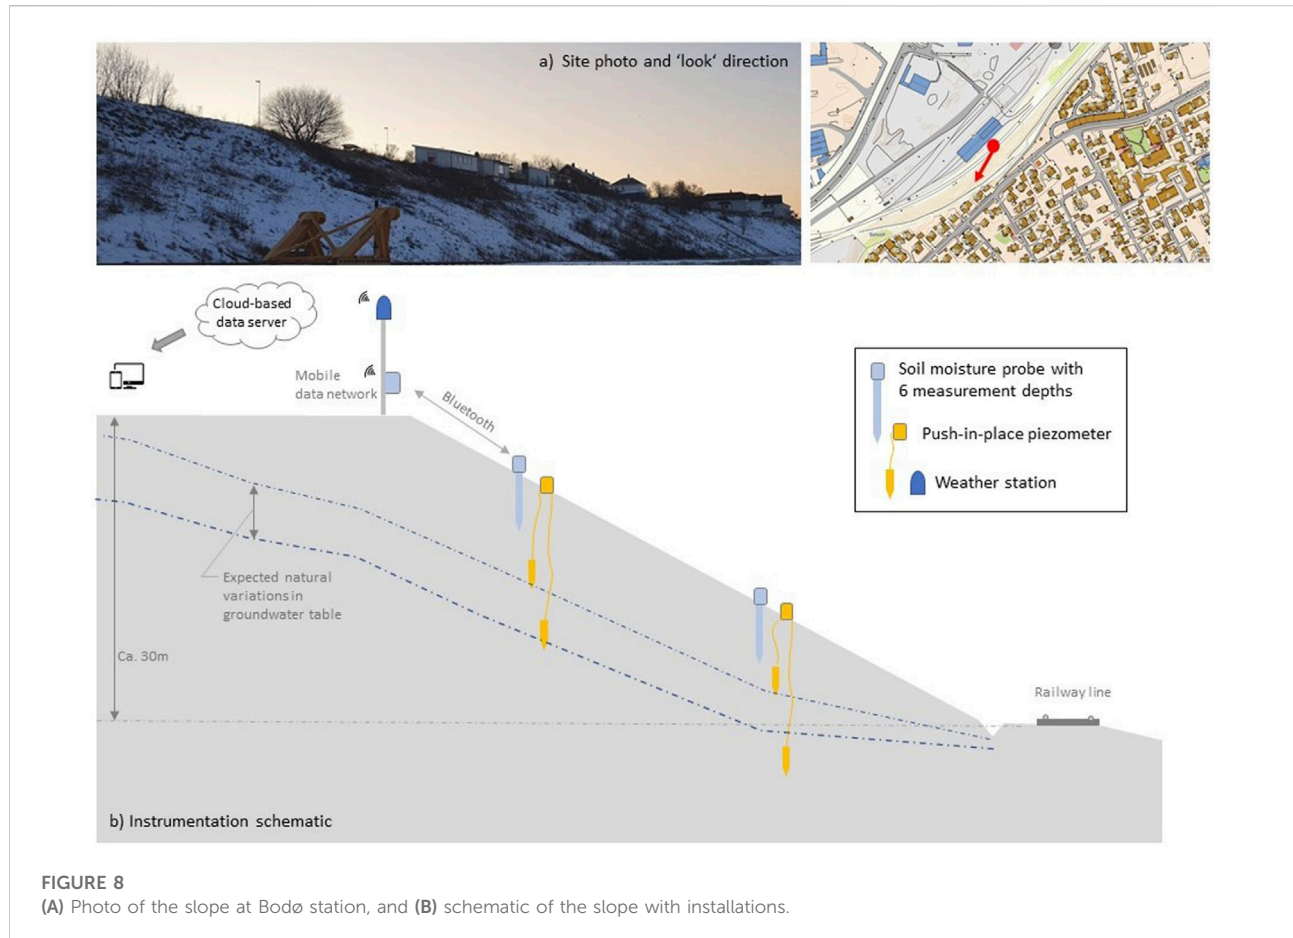 a) Site photo and ‘look‘ direction
Cloud-based
data server
Mobile
data network
Bluetooth
Soil moisture probe with
6 measurement depths
Push-in-place piezometer
Weather station
Expected natural
variations in
groundwater table
Ca. 30m
Railway line
b) Instrumentation schematic
FIGURE 8
(A) Photo of the slope at Bodø station, and (B) schematic of the slope with installations.